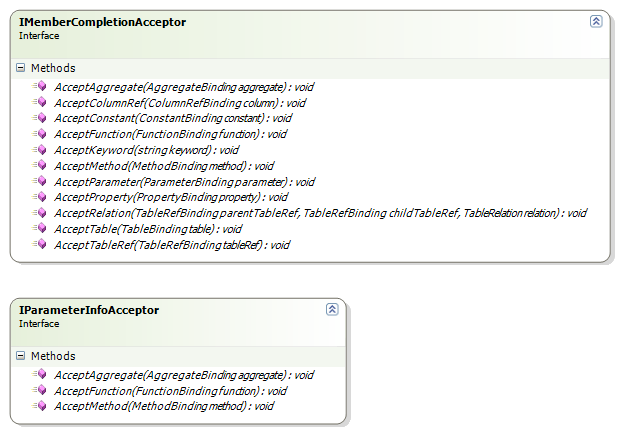 IMemberCompletionAcceptor
Interface
Methods
AcceptAggregate(AggregateBinding aggregate) : void
AcceptColumnRef(ColumnRefBinding column) : void
AcceptConstant(ConstantBinding constant) : void
AcceptFunction(FunctionBinding function) : void
AcceptKeyword(string keyword) : void
AcceptMethod(MethodBinding method) : void
AcceptParameter(ParameterBinding parameter) : void
AcceptProperty(PropertyBinding property) : void
AcceptRelation(TableRefBinding parentTableRef, TableRefBinding childTableRef, TableRelation relation) : void
AcceptTable(TableBinding table) : void
AcceptTableRef(TableRefBinding tableRef) : void
IParameterInfoAcceptor
Interface
Methods
AcceptAggregate(AggregateBinding aggregate) : void
AcceptFunction(FunctionBinding function) : void
AcceptMethod(MethodBinding method) : void